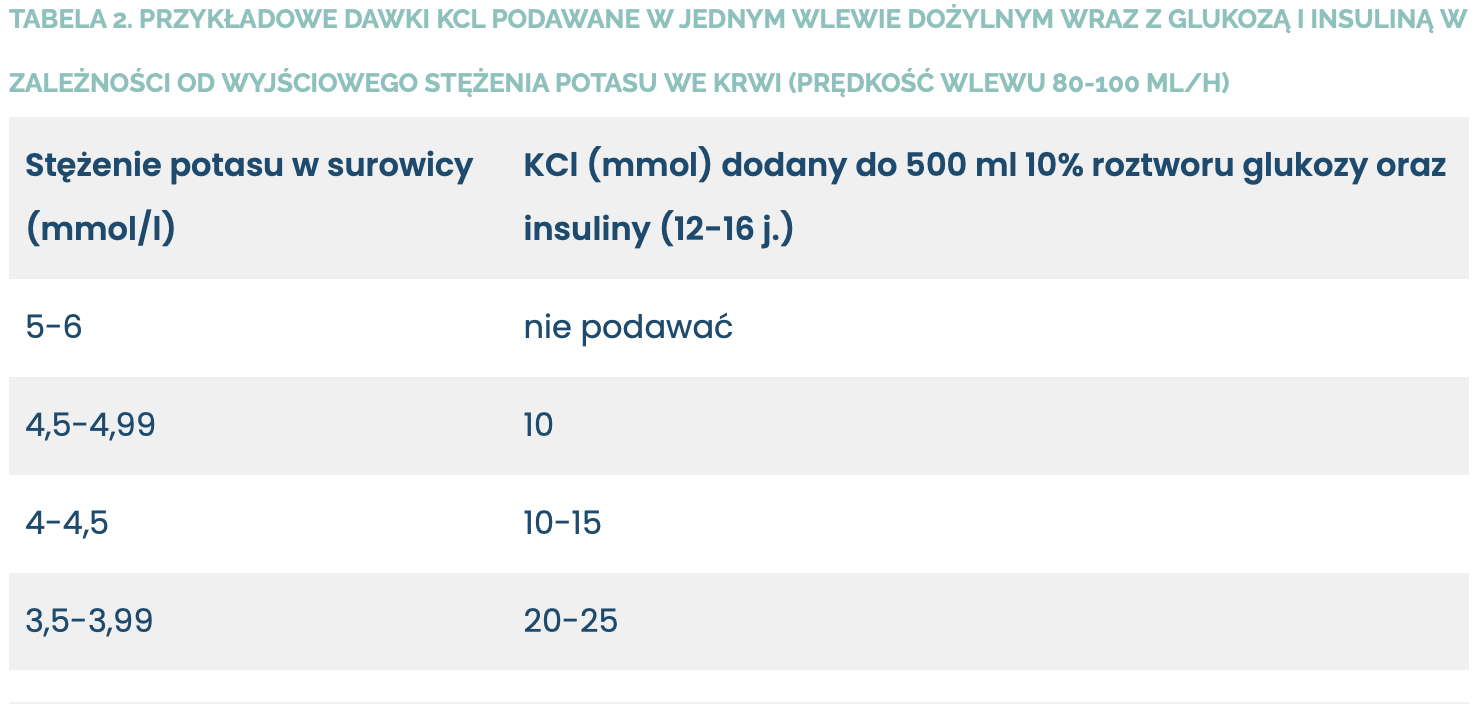 TABELA 2. PRZYKŁADOWE DAWKI KCL PODAWANE W JEDNYM WLEWIE DOŻYLNYM WRAZ Z GLUKOZĄ I INSULINĄ W
ZALEŻNOŚCI OD WYJŚCIOWEGO STĘŻENIA POTASU WE KRWI (PRĘDKOŚĆ WLEWU 80-100 ML/H)
Stężenie potasu w surowicy KCl (mmol) dodany do 500 ml 10% roztworu glukozy oraz
(mmol/l) insuliny (12-16 j.)
5-6 nie podawać
4,5-4,99 10
4-4,5 10-15
3,5-3,99 20-25